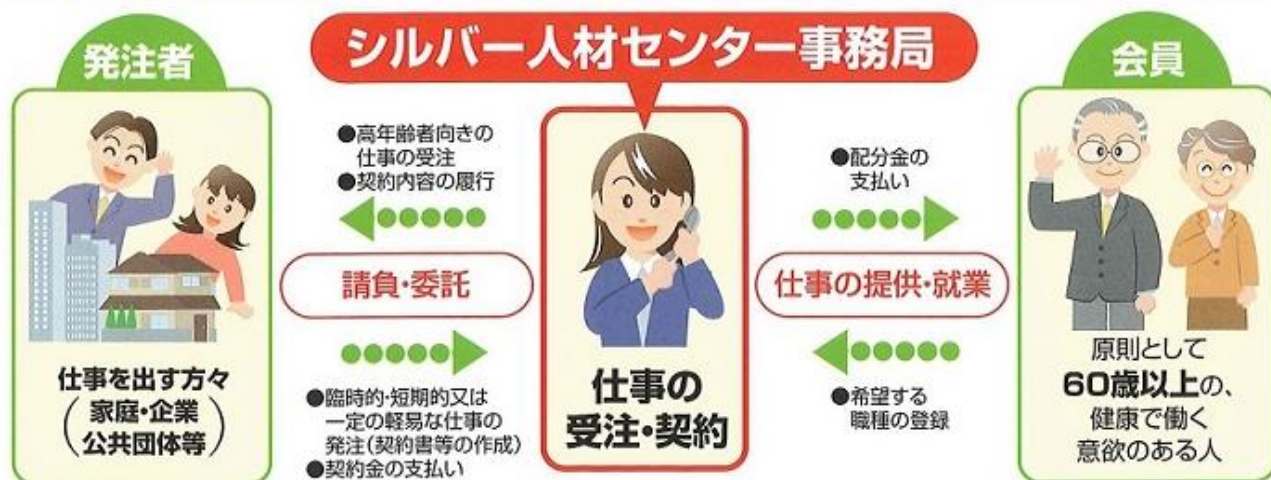 シルバー人材センター事務局
発注者
仕事を出す方々
(家庭・企業
公共団体等)
●高年齢者向きの
仕事の受注
●契約内容の履行
請負・委託
●臨時的・短期的又は
一定の軽易な仕事の
発注(契約書等の作成)
●契約金の支払い
仕事の
受注・契約
●配分金の
支払い
仕事の提供・就業
●希望する
職種の登録
会員
原則として
60歳以上の、
健康で働く
意欲のある人